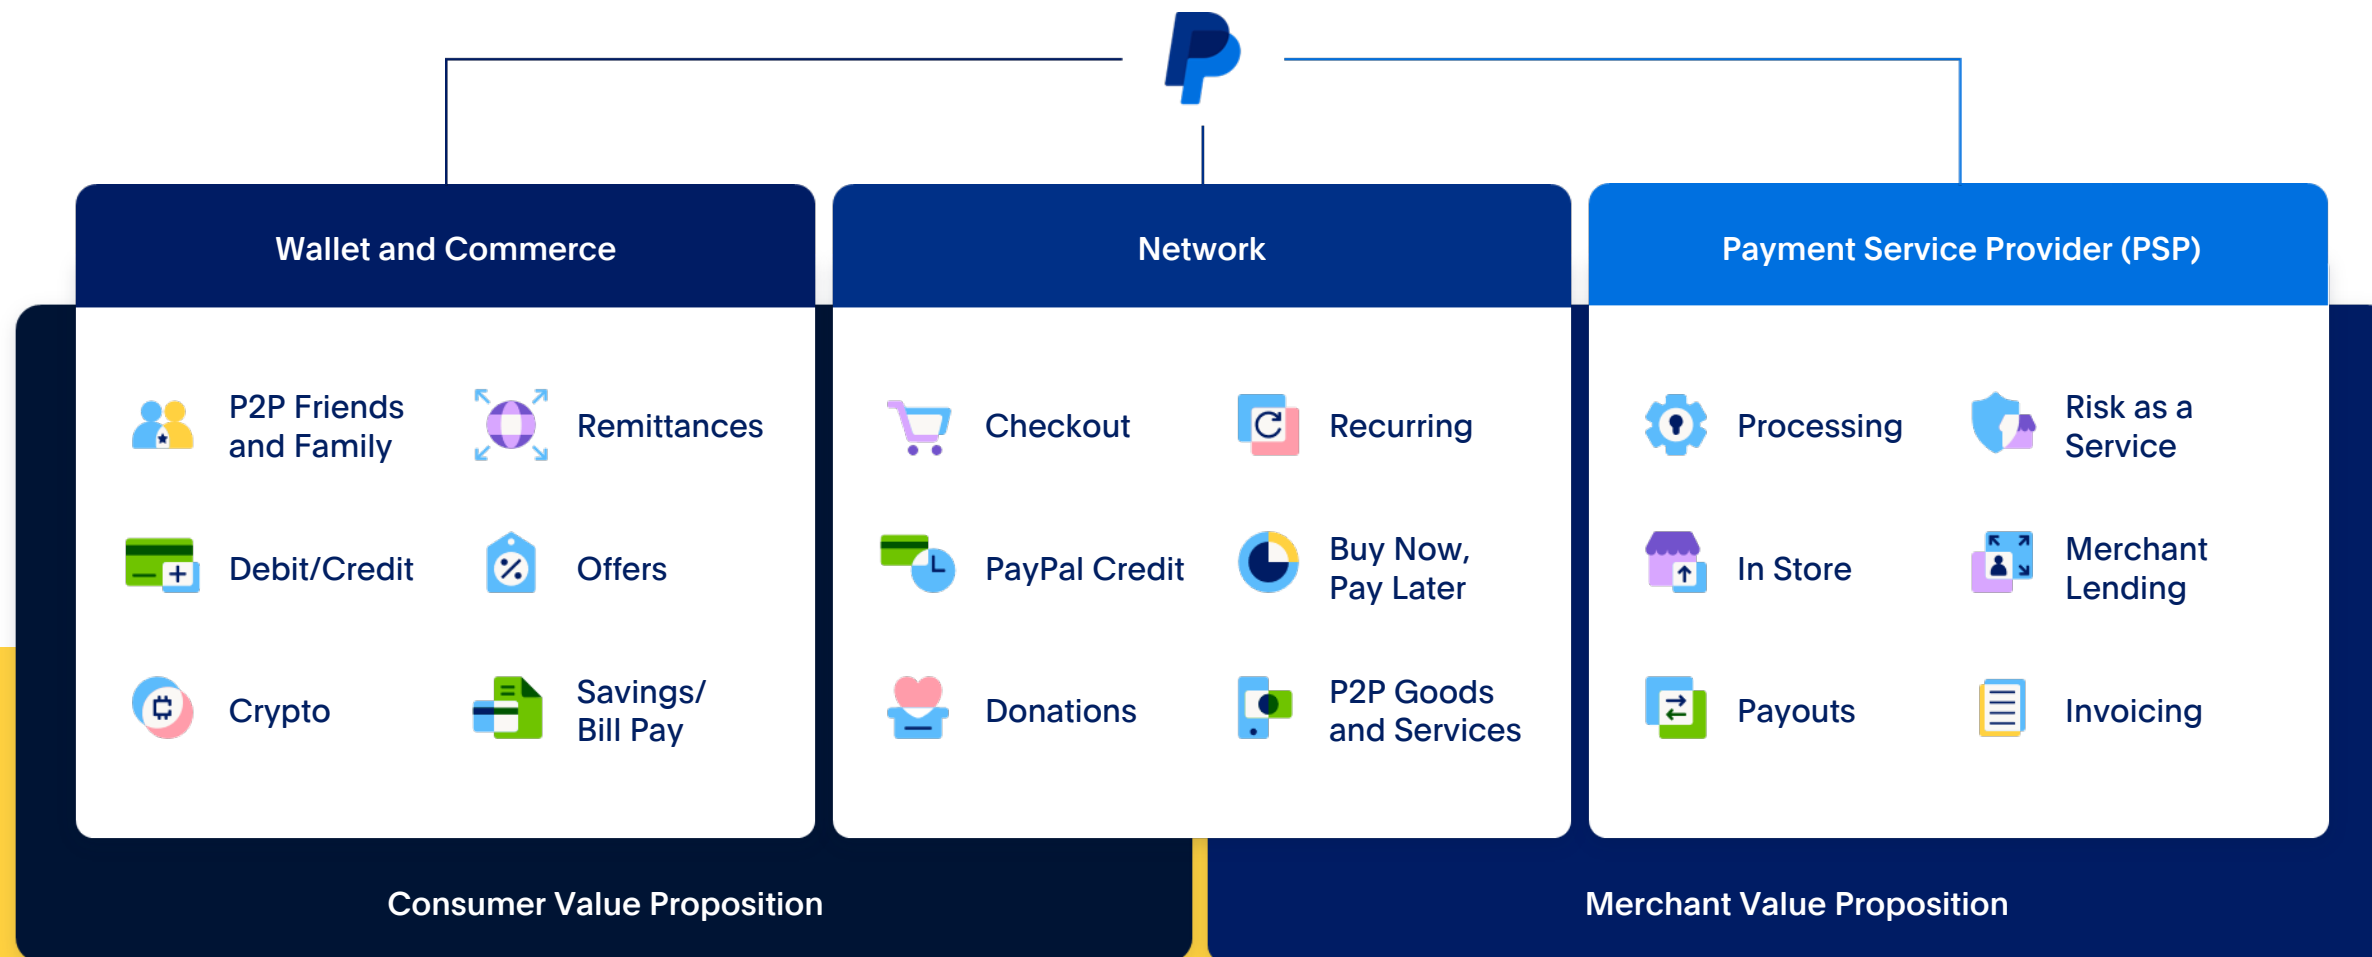 Wallet and Commerce
P2P Friends
and Family
Remittances
Debit/Credit
Offers
Crypto
Savings/
Bill Pay
Network
Checkout
Recurring
PayPal Credit
Buy Now,
Pay Later
Donations
P2P Goods
and Services
Payment Service Provider (PSP)
Processing
Risk as a
Service
In Store
Merchant
Lending
Payouts
Invoicing
Consumer Value Proposition
Merchant Value Proposition